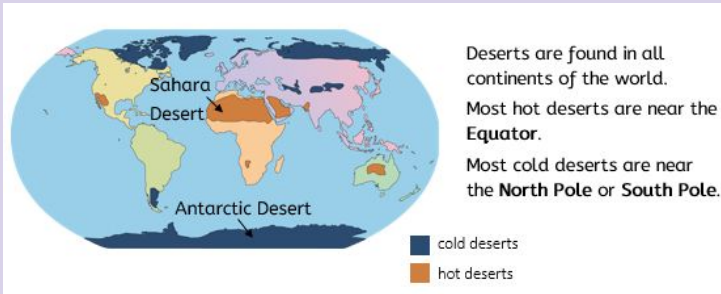 Sahara
Desert
Antarctic Desert
Deserts are found in all
continents of the world.
Most hot deserts are near the
Equator.
Most cold deserts are near
the North Pole or South Pole.
cold deserts
hot deserts